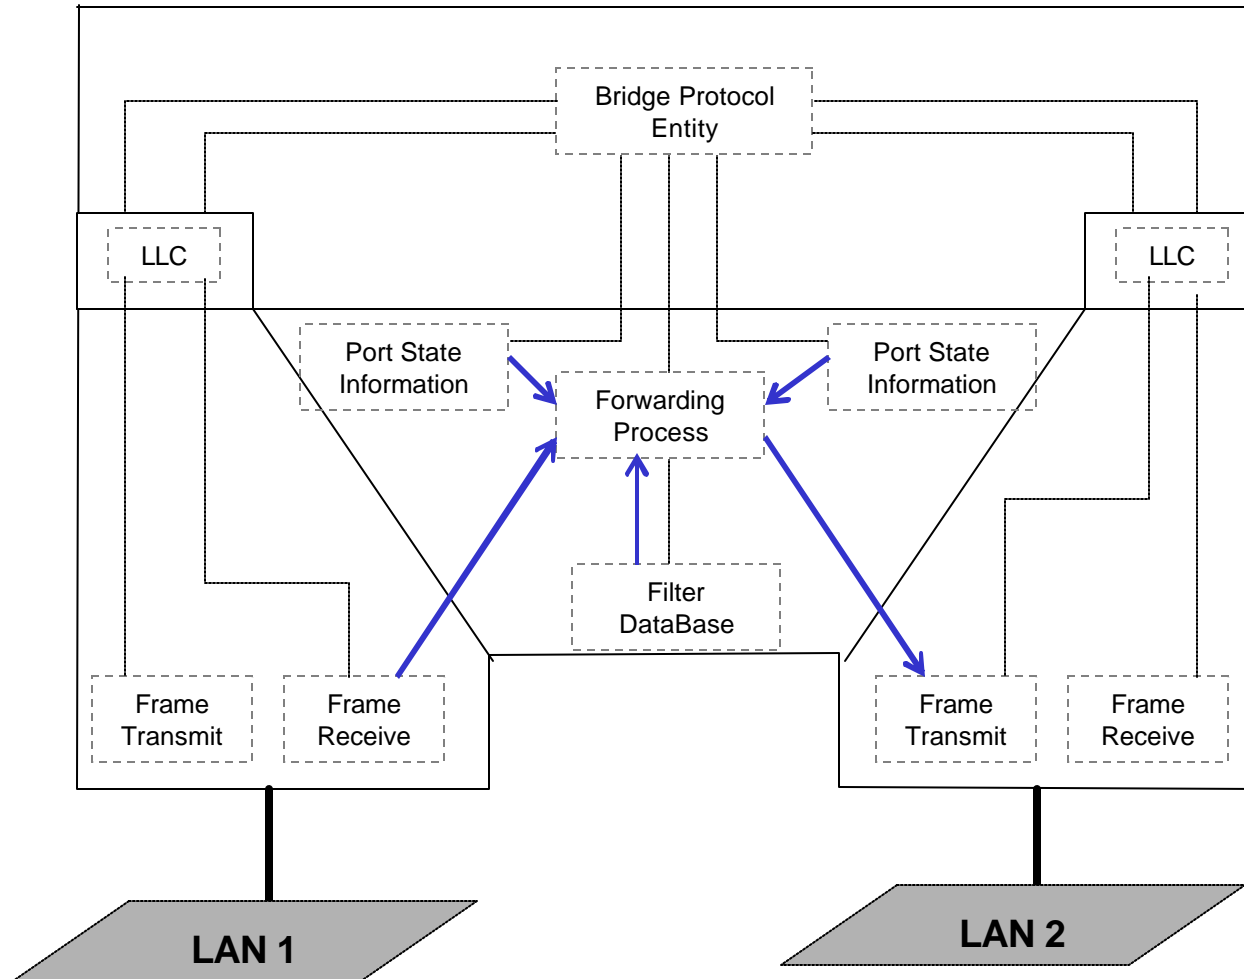 Bridge Protocol
Entity
LLC
LLC
Port State
Information
Port State
Information
Forwarding
Process
Filter
DataBase
Frame
Transmit
Frame
Receive
Frame
Transmit
Frame
Receive
LAN 1
LAN 2